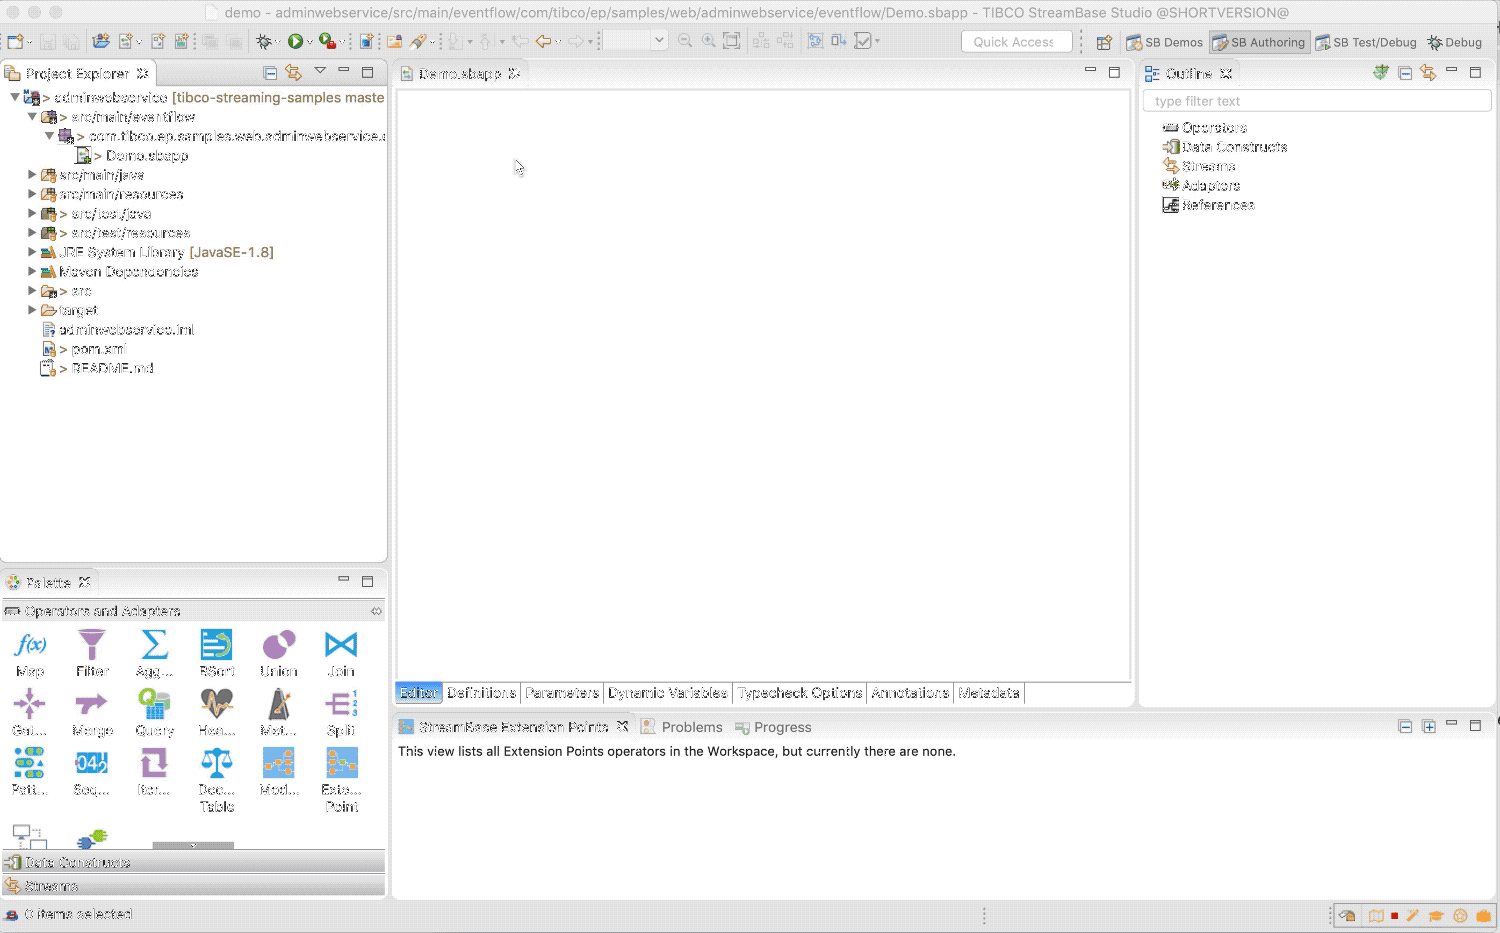 demo - adminwebservice/src/main/eventflow/com/tibco/ep/samples/web/adminwebservice/eventflow/Demo.sbapp - TIBCO StreamBase Studio @SHORTVERSION@
Quick Access
SB Demos
SB Authoring
SB Test/Debug
Debug
Project Explorer
> adminwebservice [tibco-streaming-samples maste
> src/main/eventflow
> com.tibco.ep.samples.web.adminwebservice.
> Demo.sbapp
src/main/java
src/main/resources
> src/test/java
> src/test/resources
JRE System Library [JavaSE-1.8]
Maven Dependencies
> src
target
adminwebservice.iml
> pom.xml
> README.md
Palette
Operators and Adapters
Map
Filter
Agg...
BSort
Union
Join
Gat...
Merge
Query
Hea...
Met...
Split
Patt...
Seq...
Iter...
Dec... Table
Mod...
Exte... Point
Data Constructs
Streams
0 items selected
Demo.sbapp
Editor
Definitions
Parameters
Dynamic Variables
Typecheck Options
Annotations
Metadata
StreamBase Extension Points
Problems
Progress
This view lists all Extension Points operators in the Workspace, but currently there are none.
Outline
type filter text
Operators
Data Constructs
Streams
Adapters
References